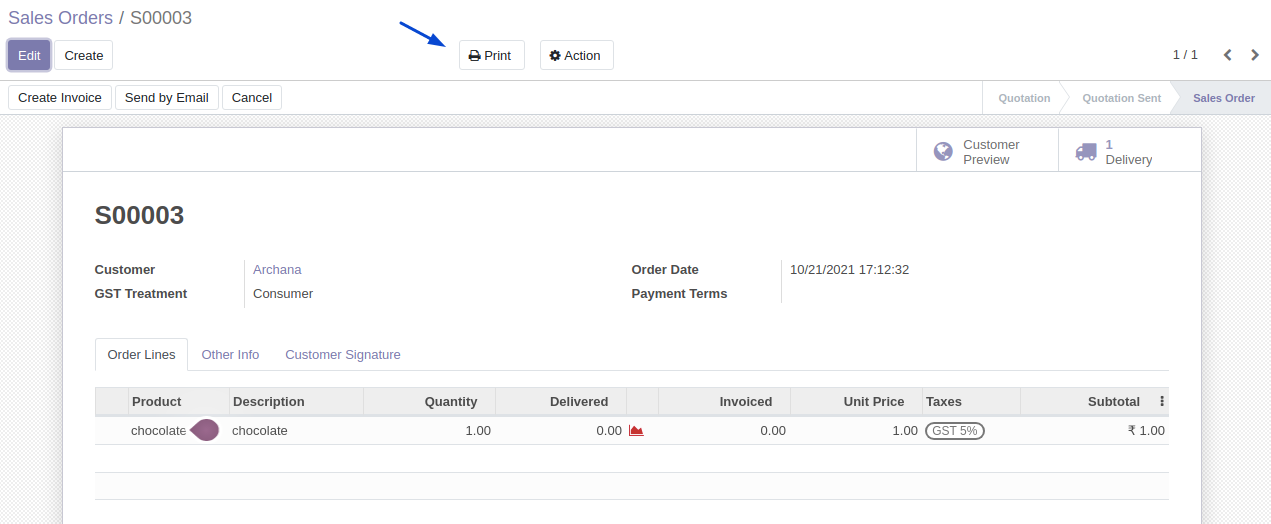 Sales Orders / S00003
Edit Create Print Action 1 / 1
Create Invoice Send by Email Cancel Quotation Quotation Sent Sales Order
Customer Preview
1 Delivery
S00003
Customer Archana Order Date 10/21/2021 17:12:32
GST Treatment Consumer Payment Terms
Order Lines Other Info Customer Signature
Product Description Quantity Delivered Invoiced Unit Price Taxes Subtotal
chocolate chocolate 1.00 0.00 0.00 1.00 GST 5% ₹ 1.00